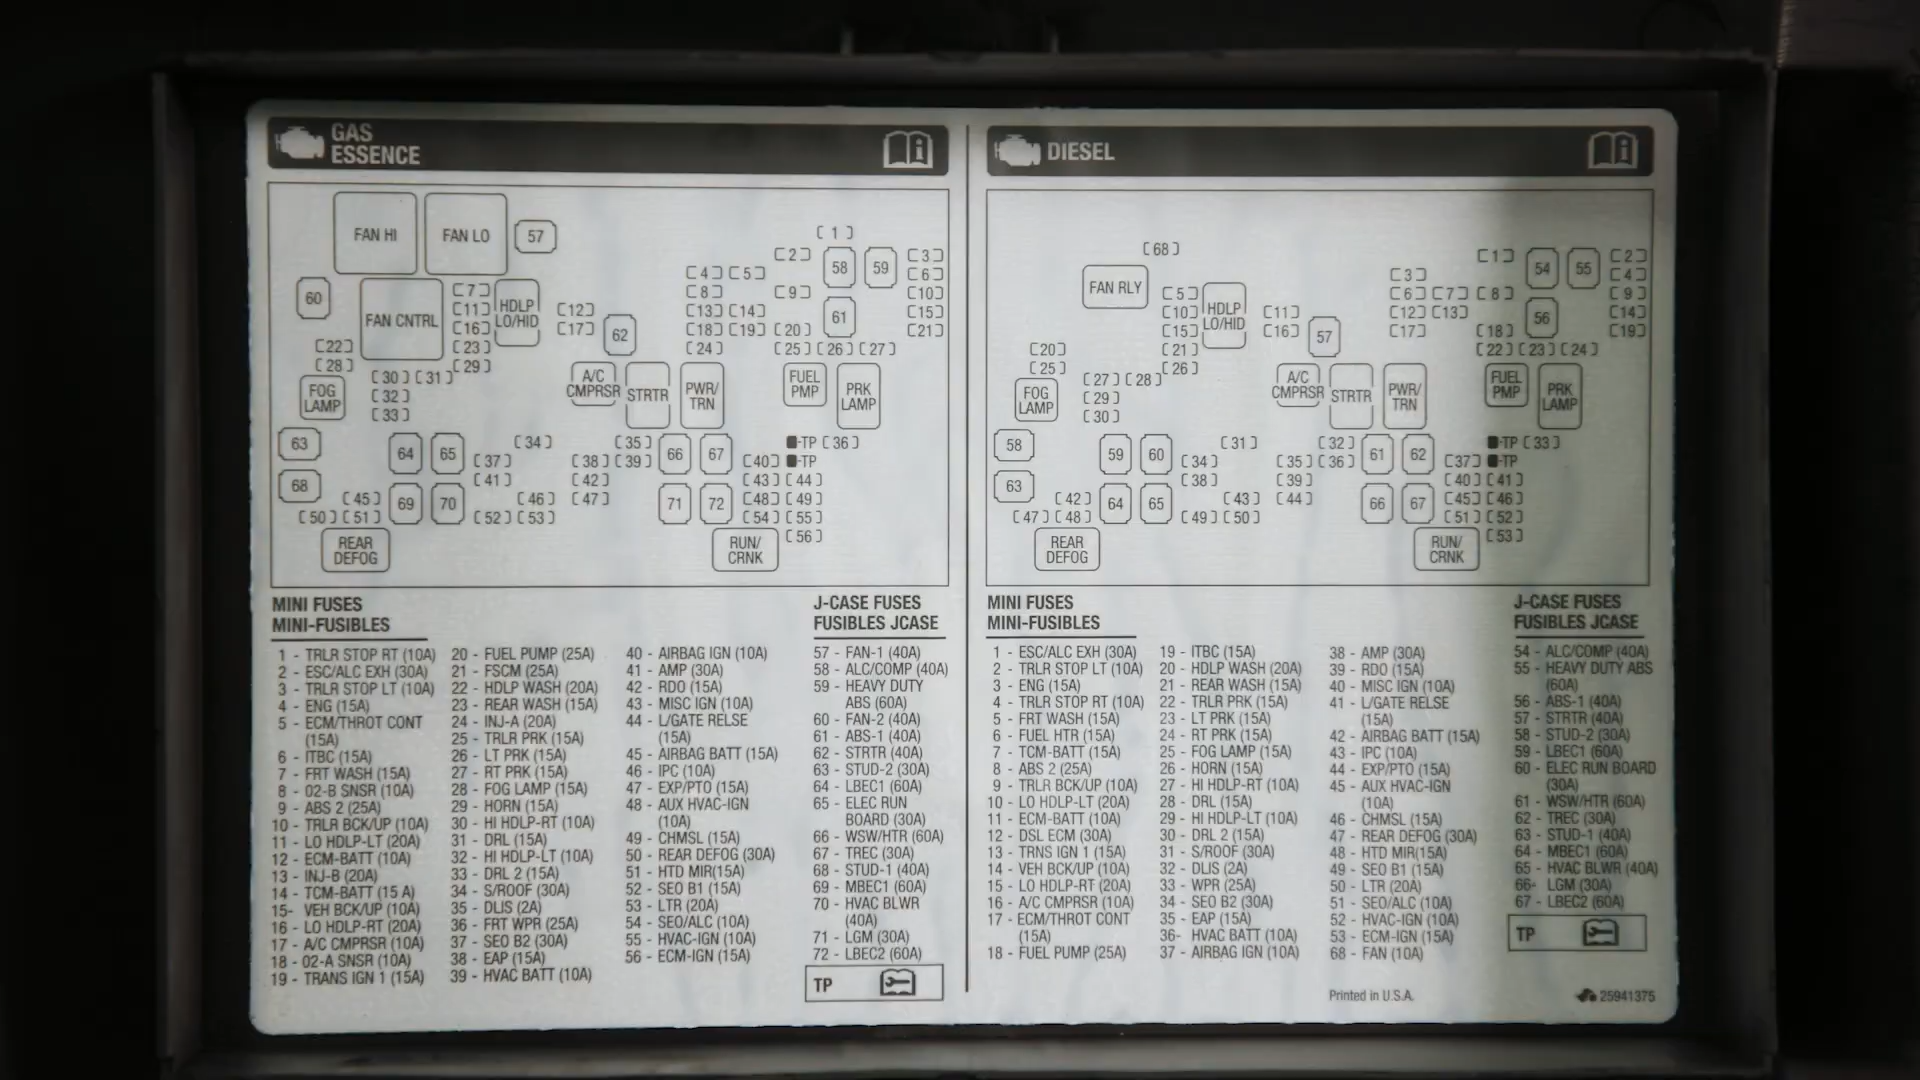 GAS
ESSENCE
FAN HI
FAN LO
57
[ 1 ]
[ 2 ]
58
59
[ 3 ]
[ 4 ] [ 5 ]
[ 6 ]
60
FAN CNTRL
[ 7 ]
HDLP
LO/HID
[ 8 ]
[ 9 ]
[10]
[11]
[12]
[13] [14]
61
[15]
[16]
[17]
62
[18] [19]
[20]
[21]
[22]
[23]
[24]
[25] [26] [27]
[28]
[29]
[30] [31]
FOG
LAMP
[32]
[33]
A/C
CMPRSR
STRTR
PWR/
TRN
FUEL
PMP
PRK
LAMP
63
64
65
[34]
[35]
66
67
TP [36]
[37]
[38] [39]
[40] TP
68
[41]
[42]
[43] [44]
[45]
69
70
[46]
[47]
71
72
[48] [49]
[50] [51]
[52] [53]
[54] [55]
REAR
DEFOG
RUN/
CRNK
[56]
MINI FUSES
MINI-FUSIBLES
1 - TRLR STOP RT (10A)
2 - ESC/ALC EXH (30A)
3 - TRLR STOP LT (10A)
4 - ENG (15A)
5 - ECM/THROT CONT
(15A)
6 - ITBC (15A)
7 - FRT WASH (15A)
8 - 02-B SNSR (10A)
9 - ABS 2 (25A)
10 - TRLR BCK/UP (10A)
11 - LO HDLP-LT (20A)
12 - ECM-BATT (10A)
13 - INJ-B (20A)
14 - TCM-BATT (15 A)
15- VEH BCK/UP (10A)
16 - LO HDLP-RT (20A)
17 - A/C CMPRSR (10A)
18 - 02-A SNSR (10A)
19 - TRANS IGN 1 (15A)
20 - FUEL PUMP (25A)
21 - FSCM (25A)
22 - HDLP WASH (20A)
23 - REAR WASH (15A)
24 - INJ-A (20A)
25 - TRLR PRK (15A)
26 - LT PRK (15A)
27 - RT PRK (15A)
28 - FOG LAMP (15A)
29 - HORN (15A)
30 - HI HDLP-RT (10A)
31 - DRL (15A)
32 - HI HDLP-LT (10A)
33 - DRL 2 (15A)
34 - S/ROOF (30A)
35 - DLIS (2A)
36 - FRT WPR (25A)
37 - SEO B2 (30A)
38 - EAP (15A)
39 - HVAC BATT (10A)
40 - AIRBAG IGN (10A)
41 - AMP (30A)
42 - RDO (15A)
43 - MISC IGN (10A)
44 - L/GATE RELSE
(15A)
45 - AIRBAG BATT (15A)
46 - IPC (10A)
47 - EXP/PTO (15A)
48 - AUX HVAC-IGN
(10A)
49 - CHMSL (15A)
50 - REAR DEFOG (30A)
51 - HTD MIR(15A)
52 - SEO B1 (15A)
53 - LTR (20A)
54 - SEO/ALC (10A)
55 - HVAC-IGN (10A)
56 - ECM-IGN (15A)
J-CASE FUSES
FUSIBLES JCASE
57 - FAN-1 (40A)
58 - ALC/COMP (40A)
59 - HEAVY DUTY
ABS (60A)
60 - FAN-2 (40A)
61 - ABS-1 (40A)
62 - STRTR (40A)
63 - STUD-2 (30A)
64 - LBEC1 (60A)
65 - ELEC RUN
BOARD (30A)
66 - WSW/HTR (60A)
67 - TREC (30A)
68 - STUD-1 (40A)
69 - MBEC1 (60A)
70 - HVAC BLWR
(40A)
71 - LGM (30A)
72 - LBEC2 (60A)
TP
DIESEL
[68]
FAN RLY
[ 1 ]
54
55
[ 2 ]
[ 3 ]
[ 4 ]
[ 5 ]
HDLP
LO/HID
[ 6 ] [ 7 ] [ 8 ]
[ 9 ]
[10]
[11]
[12] [13]
56
[14]
[15]
[16]
57
[17]
[18]
[19]
[20]
[21]
[22] [23] [24]
[25]
[26]
[27] [28]
FOG
LAMP
[29]
[30]
A/C
CMPRSR
STRTR
PWR/
TRN
FUEL
PMP
PRK
LAMP
58
59
60
[31]
[32]
61
62
TP [33]
[34]
[35] [36]
[37] TP
63
[38]
[39]
[40] [41]
[42]
64
65
[43]
[44]
66
67
[45] [46]
[47] [48]
[49] [50]
[51] [52]
REAR
DEFOG
RUN/
CRNK
[53]
MINI FUSES
MINI-FUSIBLES
1 - ESC/ALC EXH (30A)
2 - TRLR STOP LT (10A)
3 - ENG (15A)
4 - TRLR STOP RT (10A)
5 - FRT WASH (15A)
6 - FUEL HTR (15A)
7 - TCM-BATT (15A)
8 - ABS 2 (25A)
9 - TRLR BCK/UP (10A)
10 - LO HDLP-LT (20A)
11 - ECM-BATT (10A)
12 - DSL ECM (30A)
13 - TRNS IGN 1 (15A)
14 - VEH BCK/UP (10A)
15 - LO HDLP-RT (20A)
16 - A/C CMPRSR (10A)
17 - ECM/THROT CONT
(15A)
18 - FUEL PUMP (25A)
19 - ITBC (15A)
20 - HDLP WASH (20A)
21 - REAR WASH (15A)
22 - TRLR PRK (15A)
23 - LT PRK (15A)
24 - RT PRK (15A)
25 - FOG LAMP (15A)
26 - HORN (15A)
27 - HI HDLP-RT (10A)
28 - DRL (15A)
29 - HI HDLP-LT (10A)
30 - DRL 2 (15A)
31 - S/ROOF (30A)
32 - DLIS (2A)
33 - WPR (25A)
34 - SEO B2 (30A)
35 - EAP (15A)
36- HVAC BATT (10A)
37 - AIRBAG IGN (10A)
38 - AMP (30A)
39 - RDO (15A)
40 - MISC IGN (10A)
41 - L/GATE RELSE
(15A)
42 - AIRBAG BATT (15A)
43 - IPC (10A)
44 - EXP/PTO (15A)
45 - AUX HVAC-IGN
(10A)
46 - CHMSL (15A)
47 - REAR DEFOG (30A)
48 - HTD MIR(15A)
49 - SEO B1 (15A)
50 - LTR (20A)
51 - SEO/ALC (10A)
52 - HVAC-IGN (10A)
53 - ECM-IGN (15A)
68 - FAN (10A)
J-CASE FUSES
FUSIBLES JCASE
54 - ALC/COMP (40A)
55 - HEAVY DUTY ABS
(60A)
56 - ABS-1 (40A)
57 - STRTR (40A)
58 - STUD-2 (30A)
59 - LBEC1 (60A)
60 - ELEC RUN BOARD
(30A)
61 - WSW/HTR (60A)
62 - TREC (30A)
63 - STUD-1 (40A)
64 - MBEC1 (60A)
65 - HVAC BLWR (40A)
66- LGM (30A)
67 - LBEC2 (60A)
TP
Printed in U.S.A.
25941375